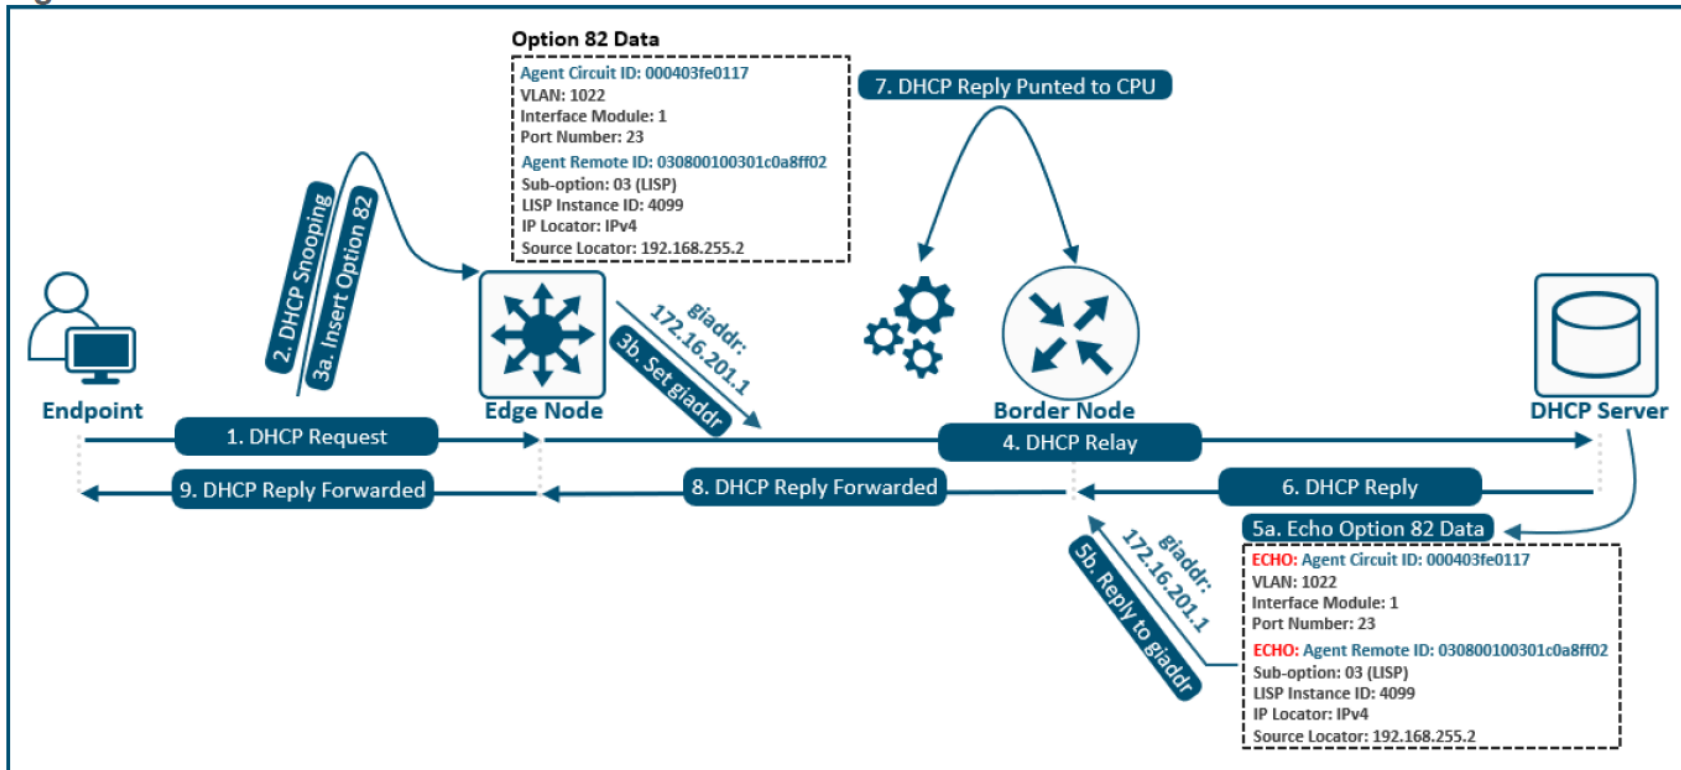 Option 82 Data
Agent Circuit ID: 000403fe0117
VLAN: 1022
Interface Module: 1
Port Number: 23
Agent Remote ID: 030800100301c0a8ff02
Sub-option: 03 (LISP)
LISP Instance ID: 4099
IP Locator: IPv4
Source Locator: 192.168.255.2
7. DHCP Reply Punted to CPU
2. DHCP Snooping
3a. Insert Option 82
giaddr:
172.16.201.1
3b. Set giaddr
Endpoint
Edge Node
Border Node
DHCP Server
1. DHCP Request
4. DHCP Relay
9. DHCP Reply Forwarded
8. DHCP Reply Forwarded
6. DHCP Reply
5a. Echo Option 82 Data
giaddr:
172.16.201.1
5b. Reply to giaddr
ECHO: Agent Circuit ID: 000403fe0117
VLAN: 1022
Interface Module: 1
Port Number: 23
ECHO: Agent Remote ID: 030800100301c0a8ff02
Sub-option: 03 (LISP)
LISP Instance ID: 4099
IP Locator: IPv4
Source Locator: 192.168.255.2